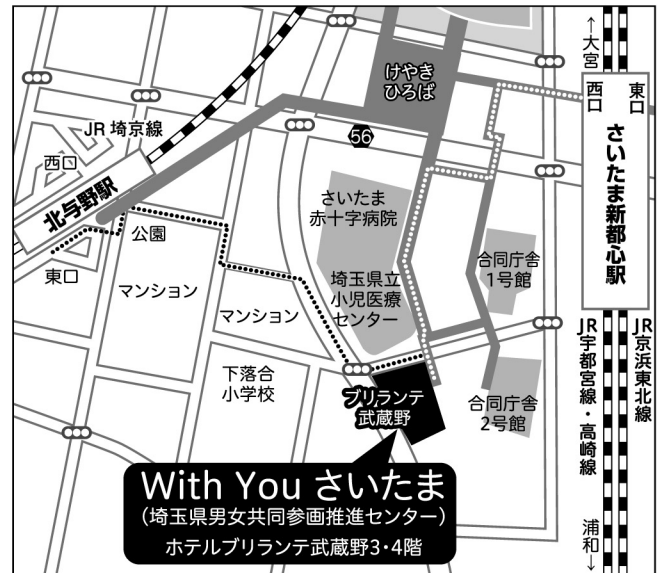 ↑大宮
けやき
ひろば
西口
東口
さいたま新都心駅
JR 埼京線
56
西口
北与野駅
東口
公園
マンション
マンション
さいたま
赤十字病院
埼玉県立
小児医療
センター
合同庁舎
1号館
下落合
小学校
ブリランテ
武蔵野
合同庁舎
2号館
JR宇都宮線・高崎線
JR京浜東北線
浦和→
With You さいたま
(埼玉県男女共同参画推進センター)
ホテルブリランテ武蔵野3・4階